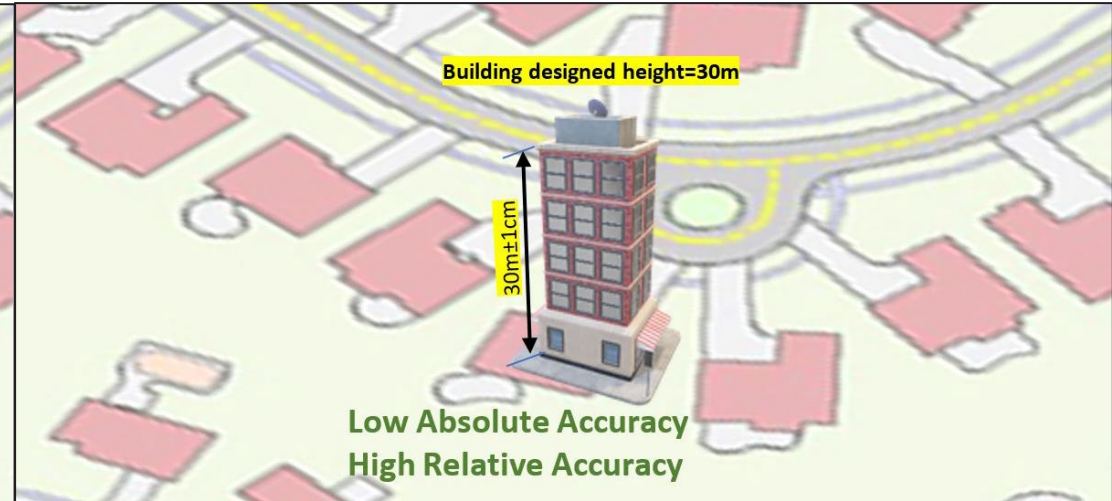 Building designed height=30m
30m±1cm
Low Absolute Accuracy
High Relative Accuracy